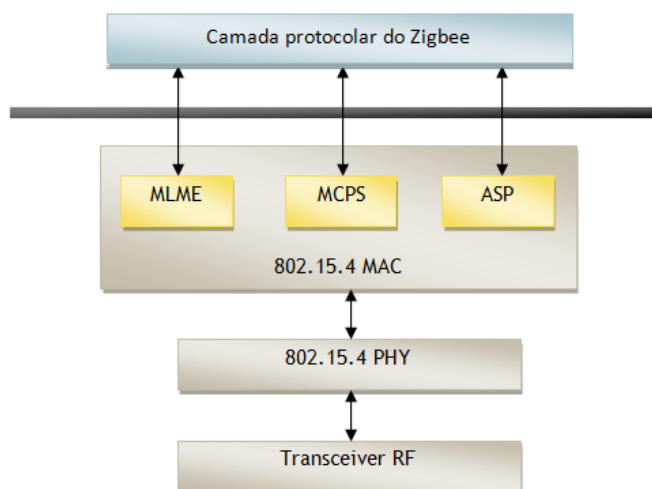 Camada protocolar do Zigbee
MLME
MCPS
ASP
802.15.4 MAC
802.15.4 PHY
Transceiver RF